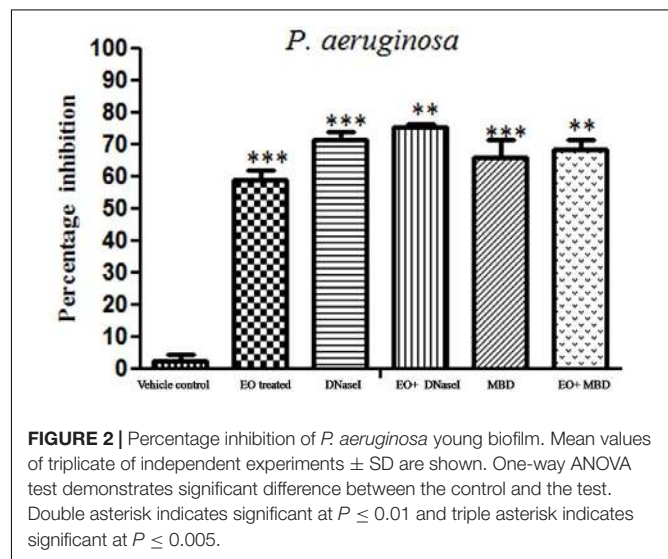 P. aeruginosa
100
90
80
70
60
50
40
30
20
10
0
Percentage inhibition
***
***
**
***
**
Vehicle control EO treated DNaseI EO+ DNaseI MBD EO+ MBD
FIGURE 2 | Percentage inhibition of P. aeruginosa young biofilm. Mean values
of triplicate of independent experiments ± SD are shown. One-way ANOVA
test demonstrates significant difference between the control and the test.
Double asterisk indicates significant at P ≤ 0.01 and triple asterisk indicates
significant at P ≤ 0.005.